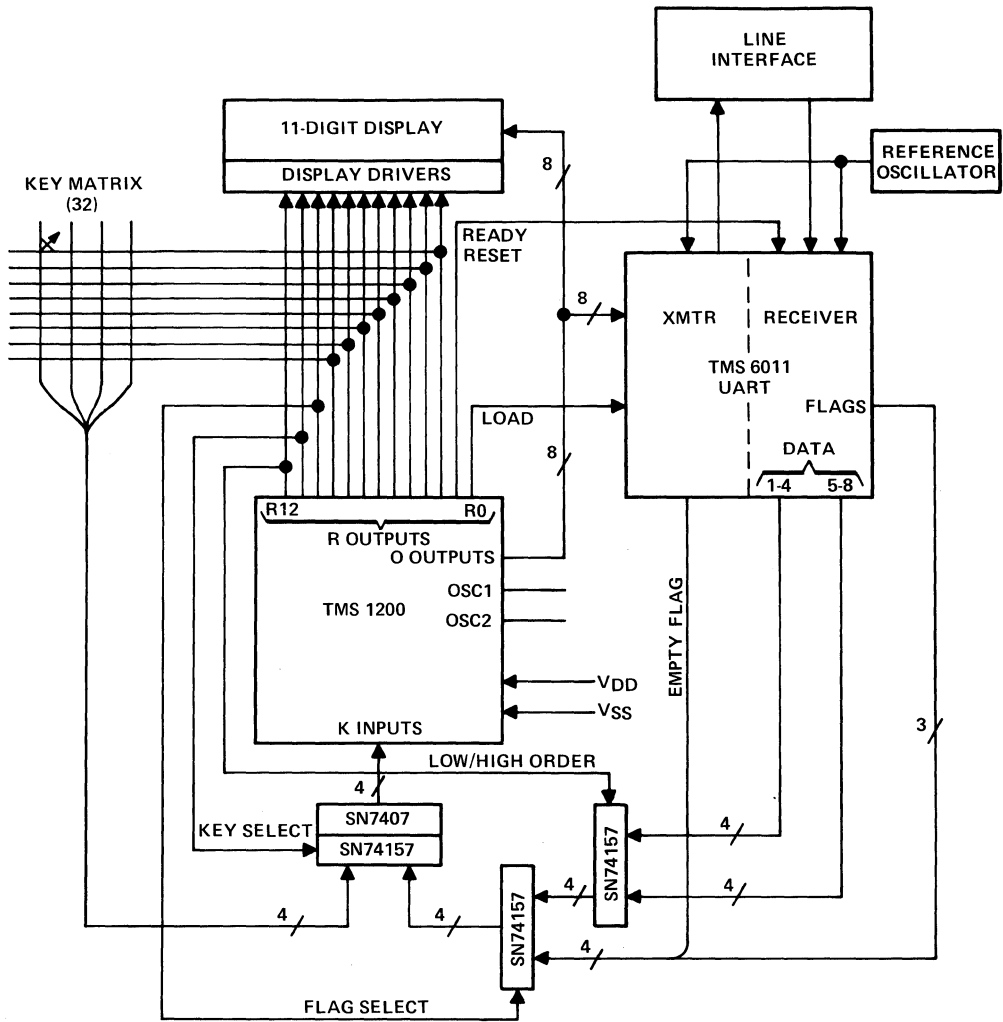 LINE
INTERFACE
11-DIGIT DISPLAY
DISPLAY DRIVERS
8
REFERENCE
OSCILLATOR
KEY MATRIX
(32)
READY
RESET
8
XMTR
RECEIVER
TMS 6011
UART
FLAGS
LOAD
DATA
1-4
5-8
8
R12
R0
R OUTPUTS
O OUTPUTS
OSC1
TMS 1200
OSC2
EMPTY FLAG
VDD
VSS
K INPUTS
3
LOW/HIGH ORDER
4
SN7407
KEY SELECT
SN74157
SN74157
4
4
4
4
4
SN74157
4
FLAG SELECT